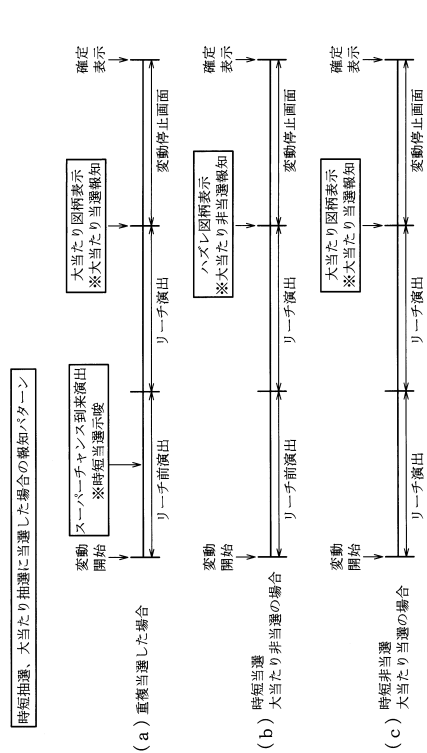 時短抽選、大当たり抽選に当選した場合の報知パターン
(a)重複当選した場合
変動
開始
スーパーチャンス到来演出
※時短当選示唆
大当たり図柄表示
※大当たり当選報知
確定
表示
リーチ前演出
リーチ演出
変動停止画面
(b)
時短当選
大当たり非当選の場合
変動
開始
ハズレ図柄表示
※大当たり非当選報知
確定
表示
リーチ前演出
リーチ演出
変動停止画面
(c)
時短非当選
大当たり当選の場合
変動
開始
大当たり図柄表示
※大当たり当選報知
確定
表示
リーチ演出
リーチ演出
変動停止画面